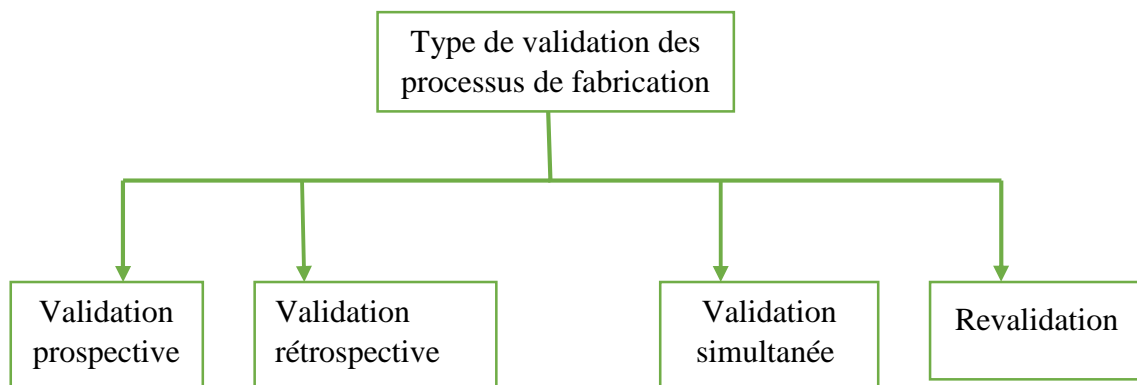 Type de validation des
processus de fabrication
Validation
prospective
Validation
rétrospective
Validation
simultanée
Revalidation